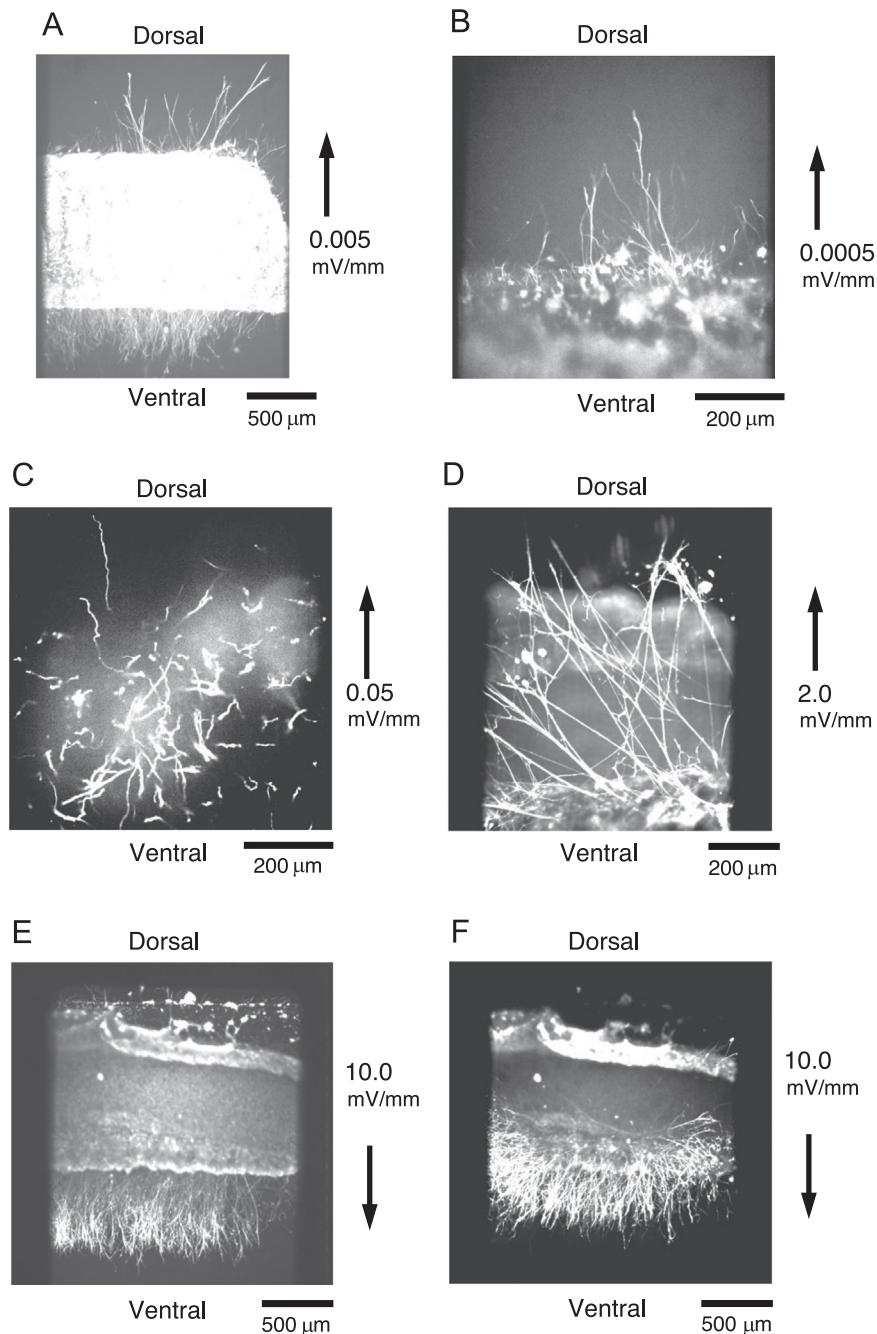 A
Dorsal
0.005
mV/mm
Ventral
500 µm
B
Dorsal
0.0005
mV/mm
Ventral
200 µm
C
Dorsal
0.05
mV/mm
Ventral
200 µm
D
Dorsal
2.0
mV/mm
Ventral
200 µm
E
Dorsal
10.0
mV/mm
Ventral
500 µm
F
Dorsal
10.0
mV/mm
Ventral
500 µm